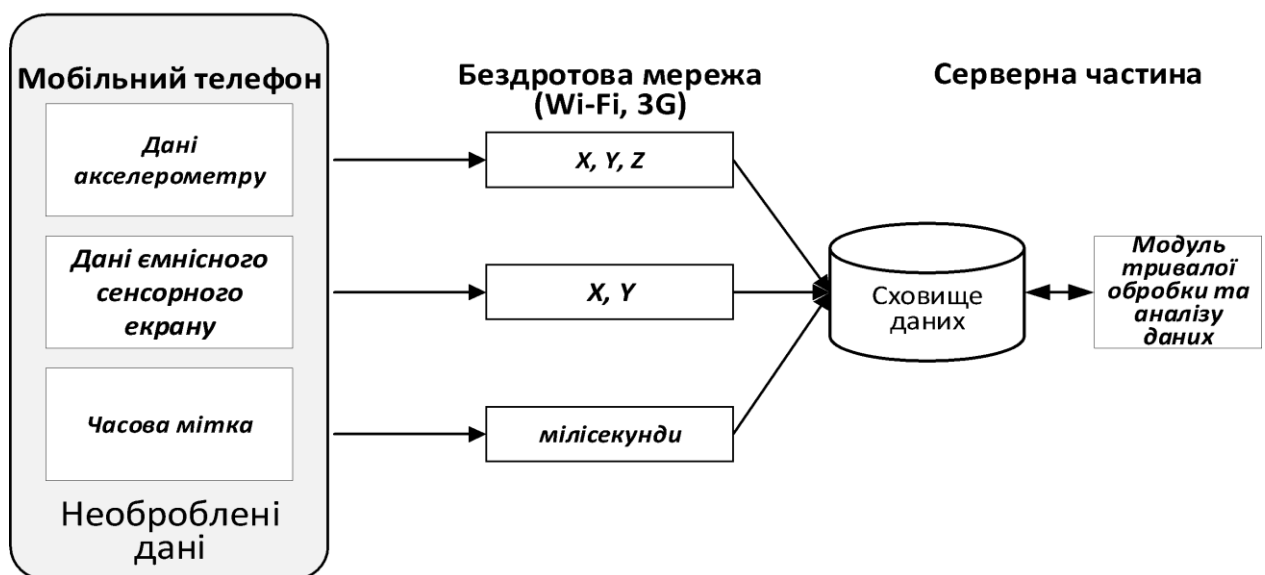 Мобільний телефон
Дані
акселерометру
Дані ємнісного
сенсорного
екрану
Часова мітка
Необроблені
дані
Бездротова мережа
(Wi-Fi, 3G)
X, Y, Z
X, Y
мілісекунди
Серверна частина
Сховище
даних
Модуль
тривалої
обробки та
аналізу
даних